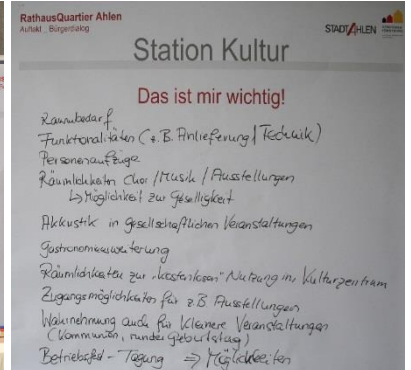 RathausQuartier Ahlen
Auftakt _ Bürgerdialog
STADT AHLEN
Station Kultur
Das ist mir wichtig!
Raumbedarf
Funktionalitäten (z.B. Anlieferung / Technik)
Personenaufzüge
Räumlichkeiten Chor / Musik / Ausstellungen
↳ Möglichkeit zur Geselligkeit
Akkustik in gesellschaftlichen Veranstaltungen
Gastronomieerweiterung
Räumlichkeiten zur "kostenlosen" Nutzung im Kulturzentrum
Zugangsmöglichkeiten für z.B Ausstellungen
Wahrnehmung auch für kleinere Veranstaltungen
(Kommunion, runder Geburtstag)
Betriebsfest - Tagung ⇒ Möglichkeiten